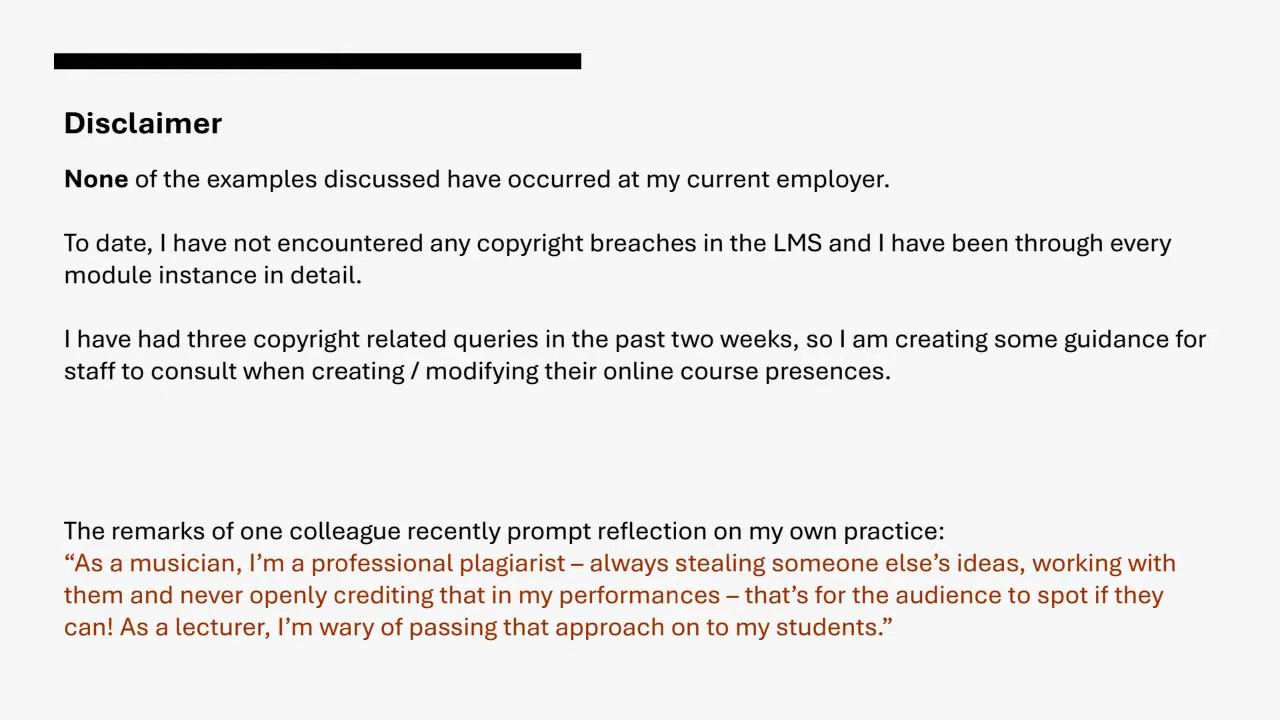 Disclaimer
None of the examples discussed have occurred at my current employer.
To date, I have not encountered any copyright breaches in the LMS and I have been through every
module instance in detail.
I have had three copyright related queries in the past two weeks, so I am creating some guidance for
staff to consult when creating / modifying their online course presences.
The remarks of one colleague recently prompt reflection on my own practice:
“As a musician, I’m a professional plagiarist – always stealing someone else’s ideas, working with
them and never openly crediting that in my performances – that’s for the audience to spot if they
can! As a lecturer, I’m wary of passing that approach on to my students.”